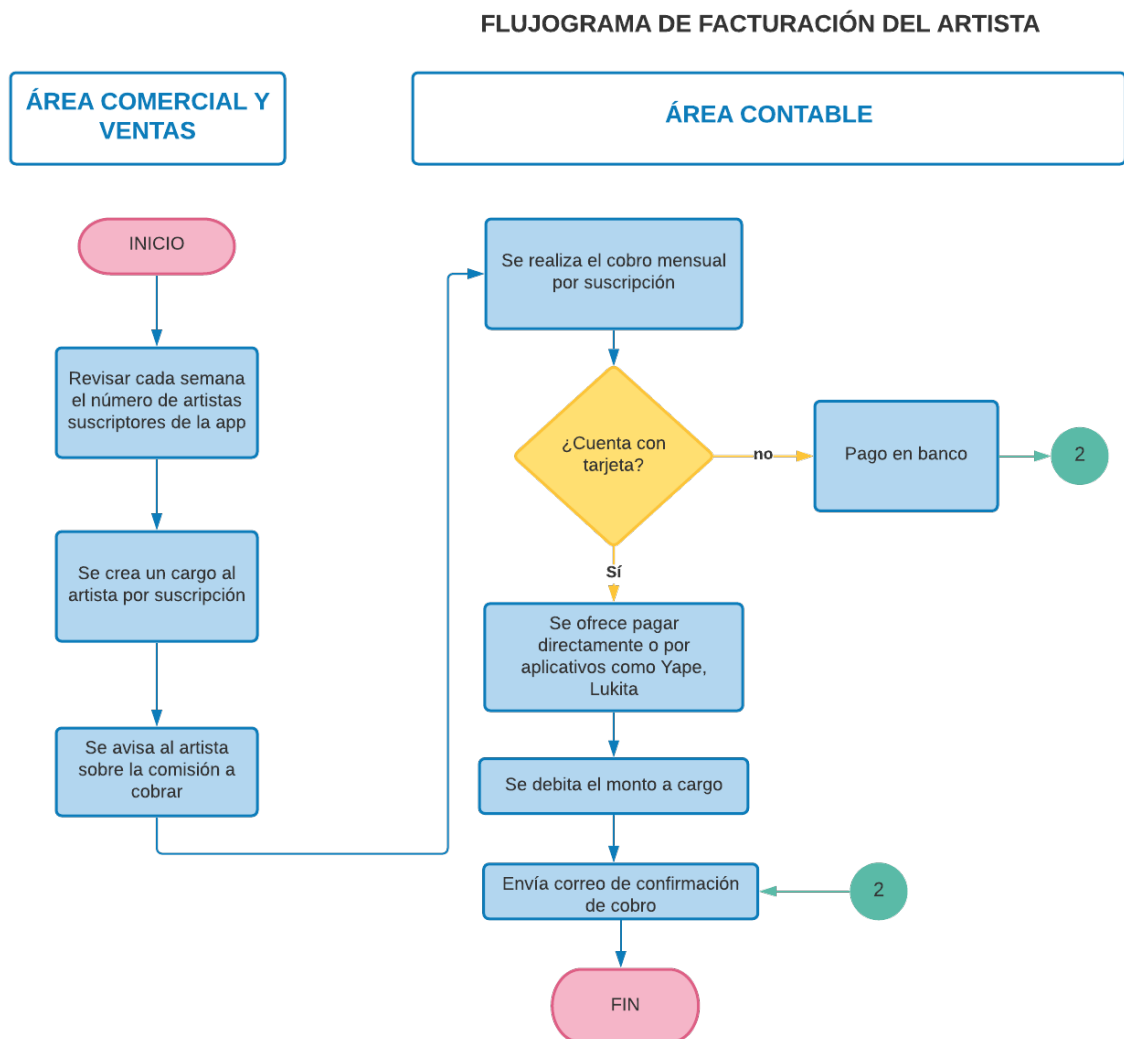 FLUJOGRAMA DE FACTURACIÓN DEL ARTISTA
ÁREA COMERCIAL Y
VENTAS
ÁREA CONTABLE
INICIO
Revisar cada semana
el número de artistas
suscriptores de la app
Se crea un cargo al
artista por suscripción
Se avisa al artista
sobre la comisión a
cobrar
Se realiza el cobro mensual
por suscripción
¿Cuenta con
tarjeta?
no
Pago en banco
2
Sí
Se ofrece pagar
directamente o por
aplicativos como Yape,
Lukita
Se debita el monto a cargo
Envía correo de confirmación
de cobro
2
FIN